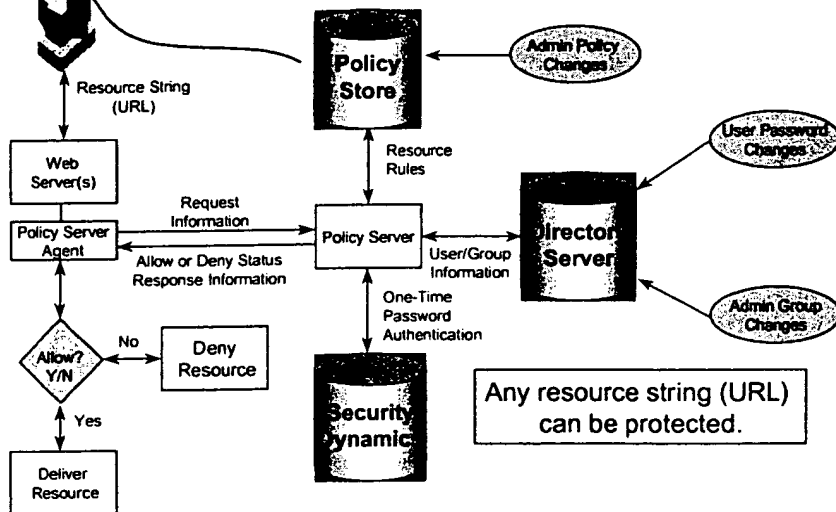 Policy
Store
Admin Policy
Changes
Resource String
(URL)
User Password
Changes
Web
Server(s)
Resource
Rules
Request
Information
Policy Server
Agent
Policy Server
Director
Server
Allow or Deny Status
Response Information
User/Group
Information
One-Time
Password
Authentication
Admin Group
Changes
Allow?
Y/N
No
Deny
Resource
Security
Dynamic
Any resource string (URL)
can be protected.
Yes
Deliver
Resource